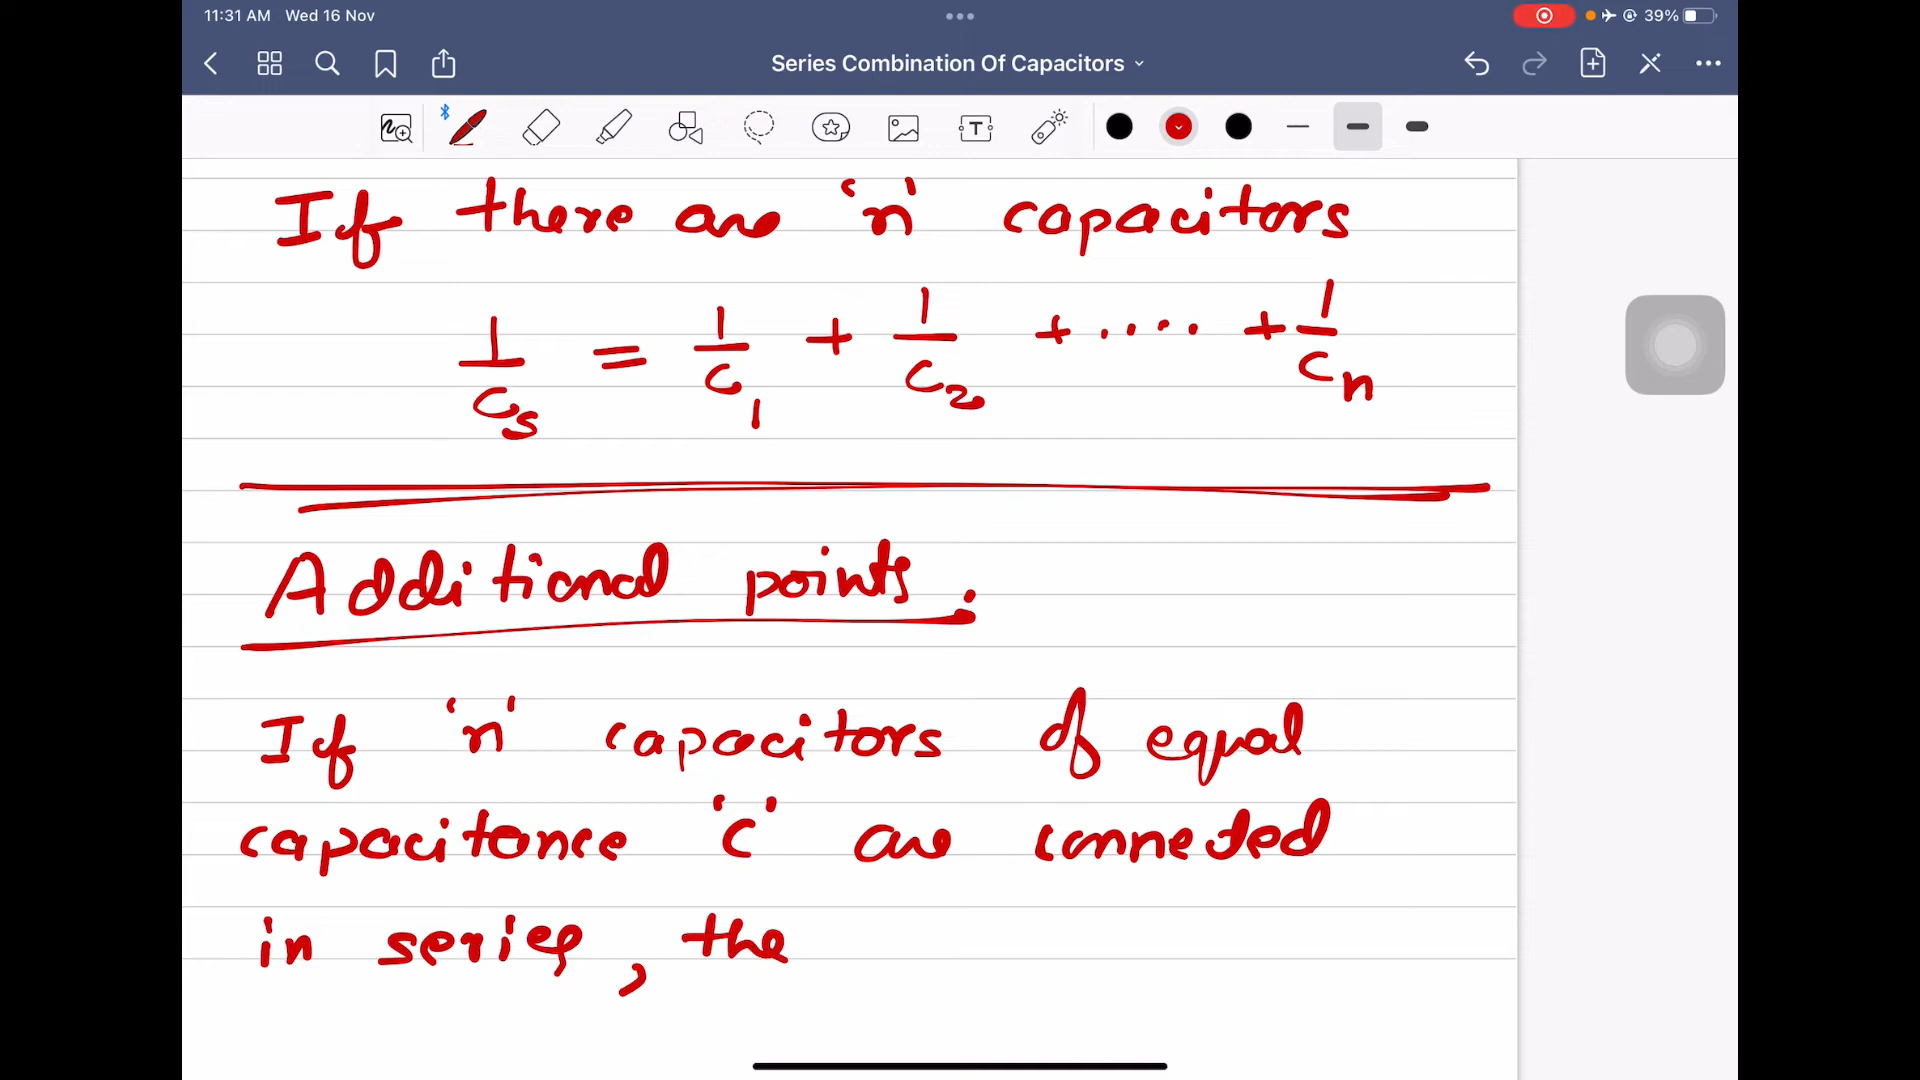 11:31 AM Wed 16 Nov
39%
Series Combination Of Capacitors
T
If there are 'n' capacitors
1/Cs = 1/C1 + 1/C2 + ..... + 1/Cn
Additional points :
If 'n' capacitors of equal
capacitance 'C' are connected
in series, the